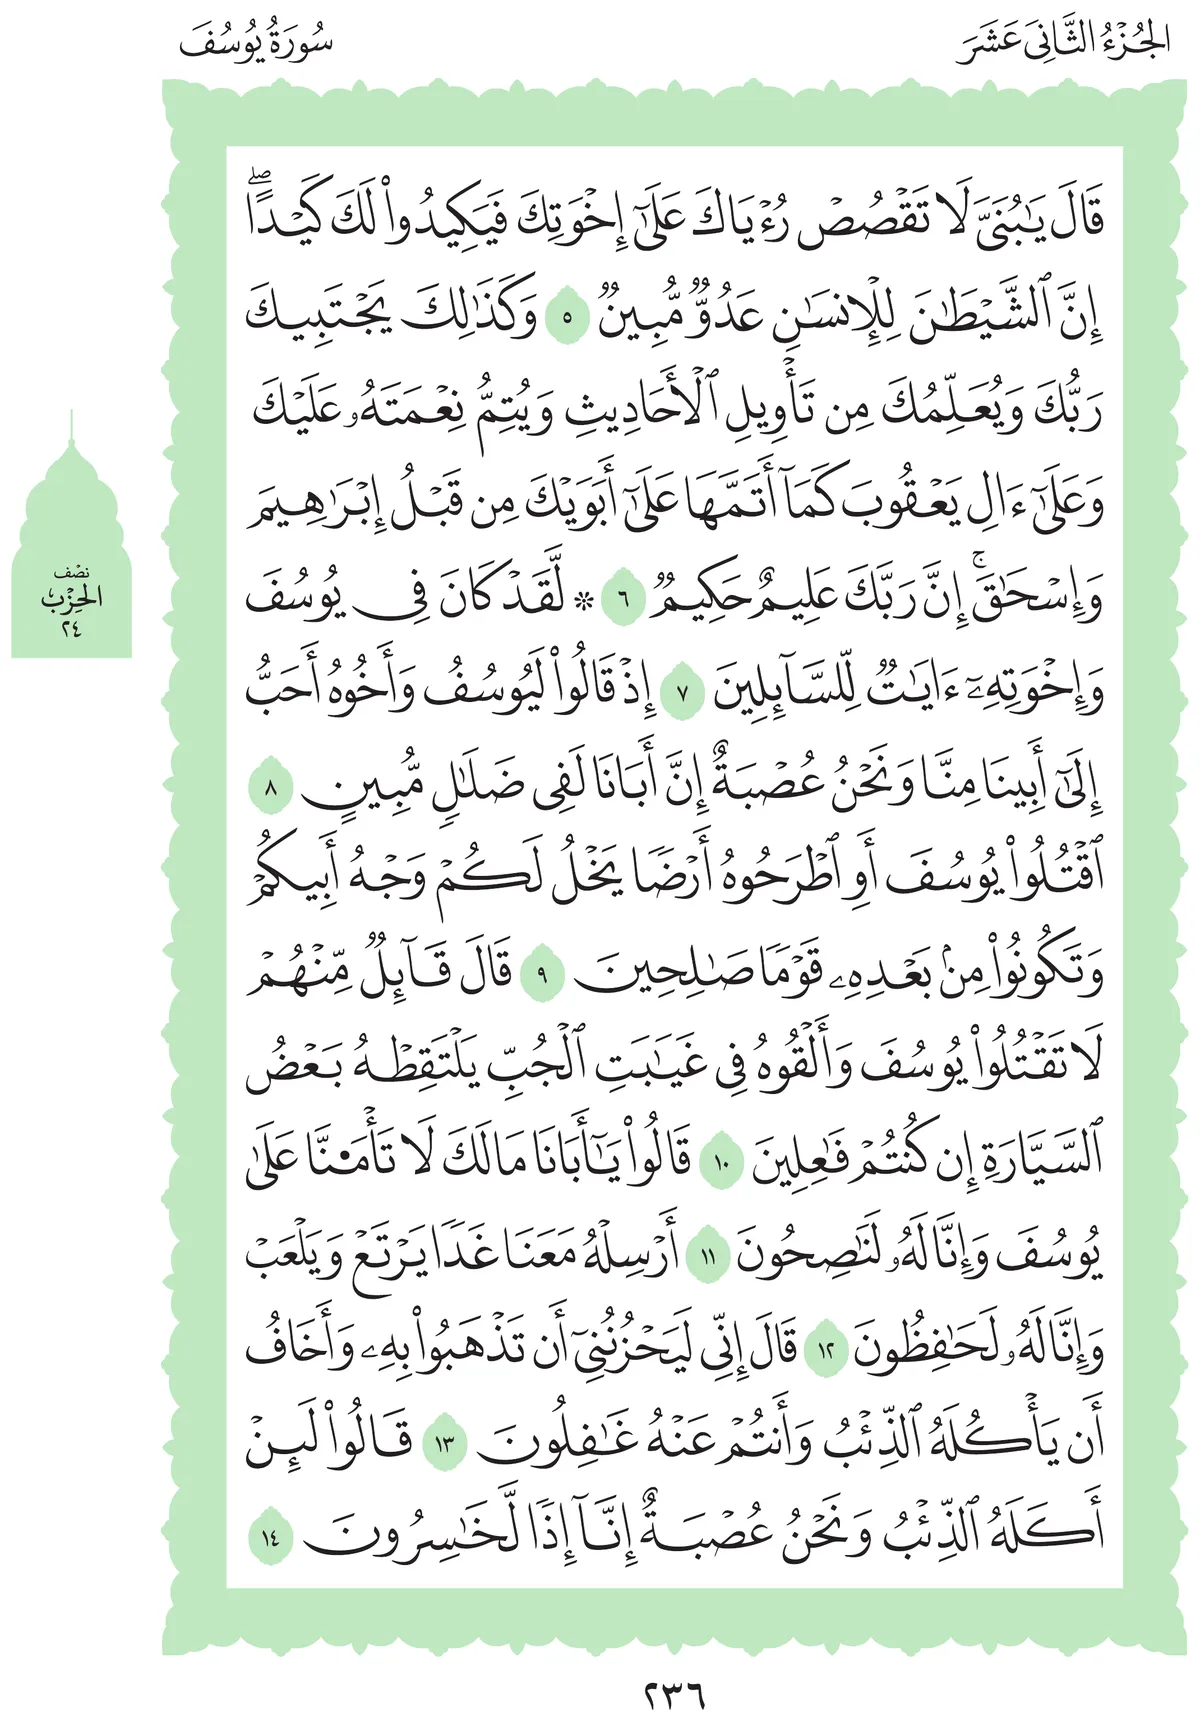 الجُزْءُ الثَّانِىَ عَشَرَ
سُورَةُ يُوسُفَ
قَالَ يَٰبُنَىَّ لَا تَقْصُصْ رُءْيَاكَ عَلَىٰٓ إِخْوَتِكَ فَيَكِيدُوا۟ لَكَ كَيْدًاۖ
إِنَّ ٱلشَّيْطَٰنَ لِلْإِنسَٰنِ عَدُوٌّ مُّبِينٌ ٥ وَكَذَٰلِكَ يَجْتَبِيكَ
رَبُّكَ وَيُعَلِّمُكَ مِن تَأْوِيلِ ٱلْأَحَادِيثِ وَيُتِمُّ نِعْمَتَهُۥ عَلَيْكَ
وَعَلَىٰٓ ءَالِ يَعْقُوبَ كَمَآ أَتَمَّهَا عَلَىٰٓ أَبَوَيْكَ مِن قَبْلُ إِبْرَٰهِيمَ
وَإِسْحَٰقَۚ إِنَّ رَبَّكَ عَلِيمٌ حَكِيمٌ ٦ * لَّقَدْ كَانَ فِى يُوسُفَ
وَإِخْوَتِهِۦٓ ءَايَٰتٌ لِّلسَّآئِلِينَ ٧ إِذْ قَالُوا۟ لَيُوسُفُ وَأَخُوهُ أَحَبُّ
إِلَىٰٓ أَبِينَا مِنَّا وَنَحْنُ عُصْبَةٌ إِنَّ أَبَانَا لَفِى ضَلَٰلٍ مُّبِينٍ ٨
ٱقْتُلُوا۟ يُوسُفَ أَوِ ٱطْرَحُوهُ أَرْضًا يَخْلُ لَكُمْ وَجْهُ أَبِيكُمْ
وَتَكُونُوا۟ مِنۢ بَعْدِهِۦ قَوْمًا صَٰلِحِينَ ٩ قَالَ قَآئِلٌ مِّنْهُمْ
لَا تَقْتُلُوا۟ يُوسُفَ وَأَلْقُوهُ فِى غَيَٰبَتِ ٱلْجُبِّ يَلْتَقِطْهُ بَعْضُ
ٱلسَّيَّارَةِ إِن كُنتُمْ فَٰعِلِينَ ١٠ قَالُوا۟ يَٰٓأَبَانَا مَا لَكَ لَا تَأْمَ۫نَّا عَلَىٰ
يُوسُفَ وَإِنَّا لَهُۥ لَنَٰصِحُونَ ١١ أَرْسِلْهُ مَعَنَا غَدًا يَرْتَعْ وَيَلْعَبْ
وَإِنَّا لَهُۥ لَحَٰفِظُونَ ١٢ قَالَ إِنِّى لَيَحْزُنُنِىٓ أَن تَذْهَبُوا۟ بِهِۦ وَأَخَافُ
أَن يَأْكُلَهُ ٱلذِّئْبُ وَأَنتُمْ عَنْهُ غَٰفِلُونَ ١٣ قَالُوا۟ لَئِنْ
أَكَلَهُ ٱلذِّئْبُ وَنَحْنُ عُصْبَةٌ إِنَّآ إِذًا لَّخَٰسِرُونَ ١٤
نصْف
الحِزْب
٢٤
٢٣٦